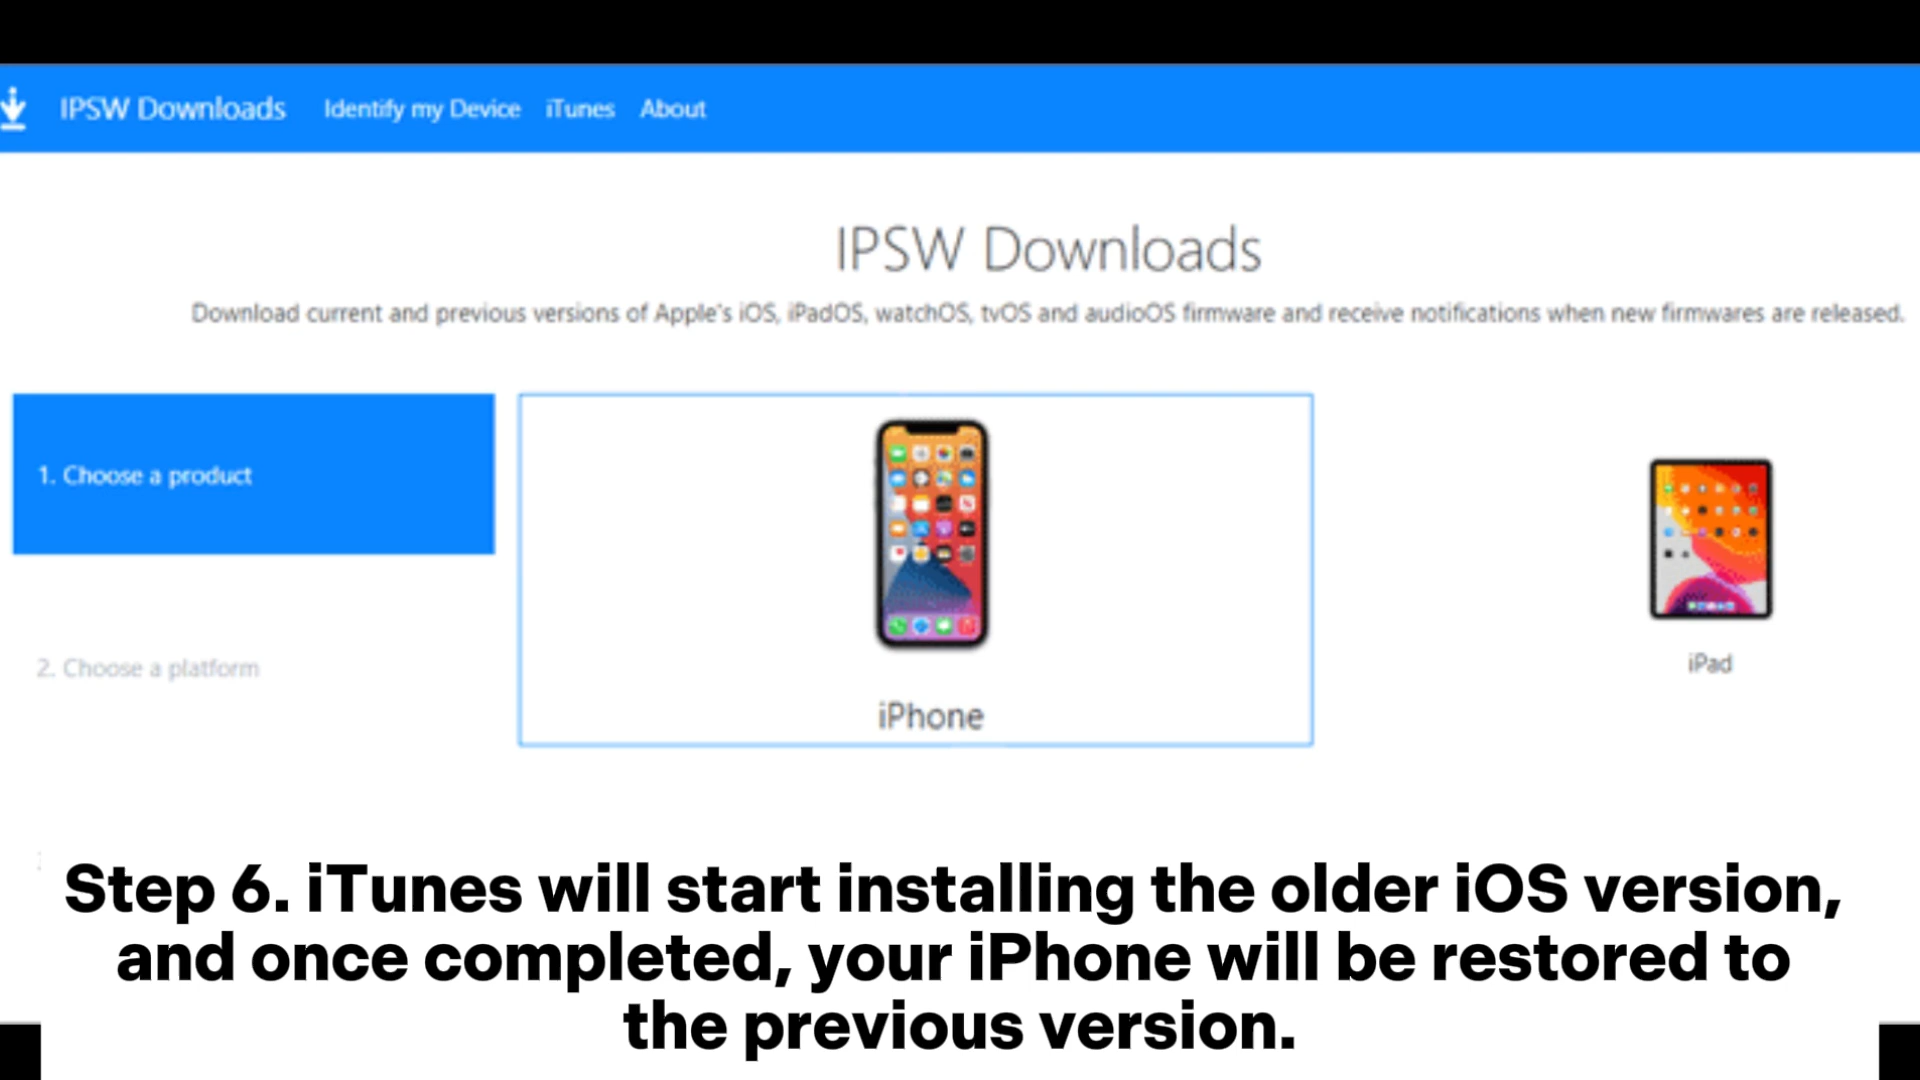 IPSW Downloads Identify my Device iTunes About
IPSW Downloads
Download current and previous versions of Apple's iOS, iPadOS, watchOS, tvOS and audioOS firmware and receive notifications when new firmwares are released.
1. Choose a product
2. Choose a platform
iPhone
iPad
Step 6. iTunes will start installing the older iOS version,
and once completed, your iPhone will be restored to
the previous version.